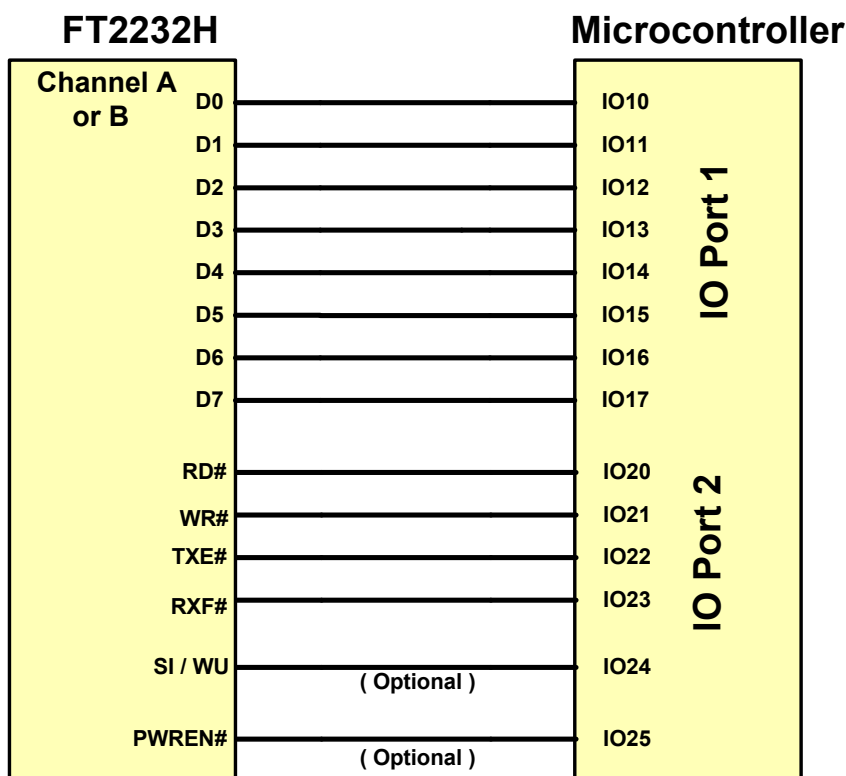 FT2232H
Microcontroller
Channel A
or B
D0
IO10
D1
IO11
D2
IO12
D3
IO13
D4
IO14
D5
IO15
D6
IO16
D7
IO17
IO Port 1
RD#
IO20
WR#
IO21
TXE#
IO22
RXF#
IO23
IO Port 2
SI / WU
( Optional )
IO24
PWREN#
( Optional )
IO25